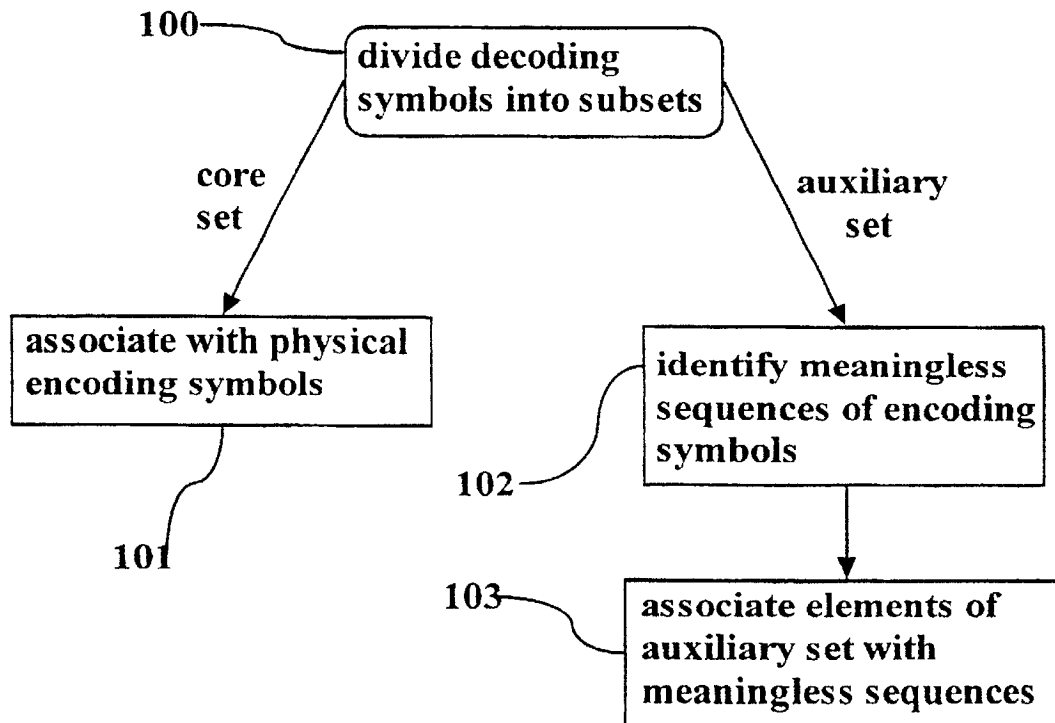 100
divide decoding
symbols into subsets
core
set
auxiliary
set
associate with physical
encoding symbols
101
identify meaningless
sequences of encoding
symbols
102
103
associate elements of
auxiliary set with
meaningless sequences